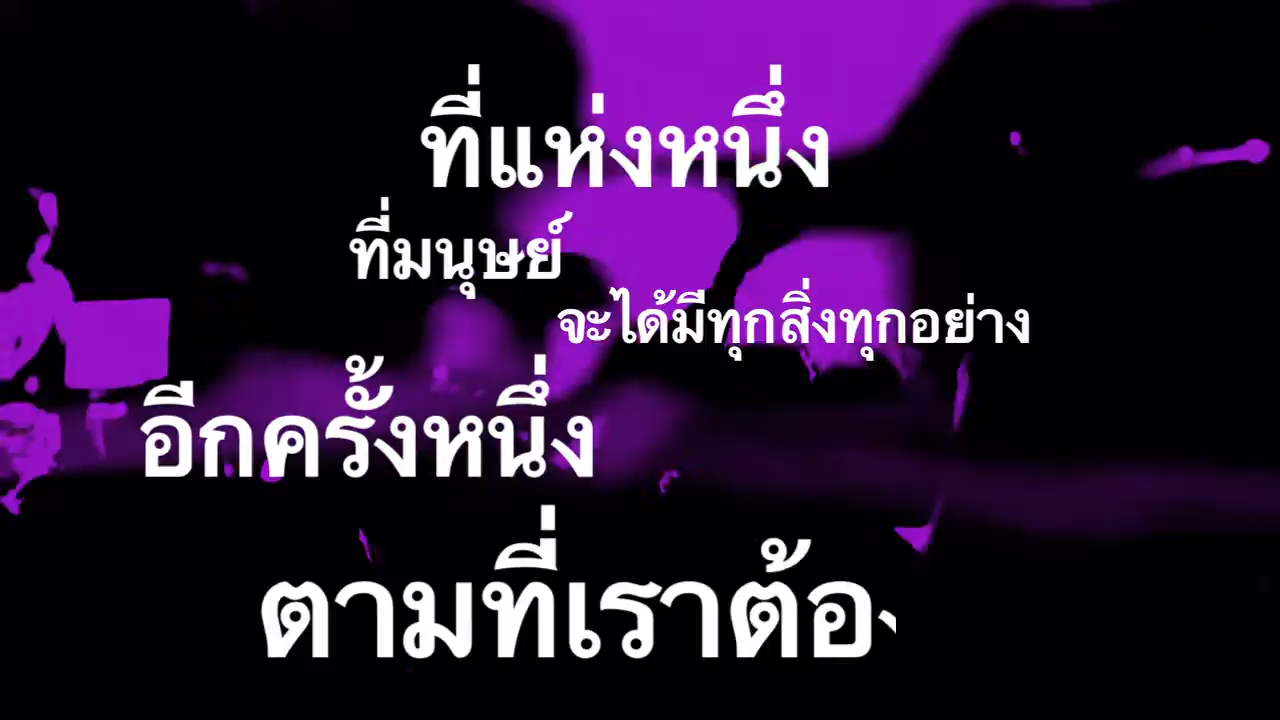 ที่แห่งหนึ่ง
ที่มนุษย์
จะได้มีทุกสิ่งทุกอย่าง
อีกครั้งหนึ่ง
ตามที่เราต้อ